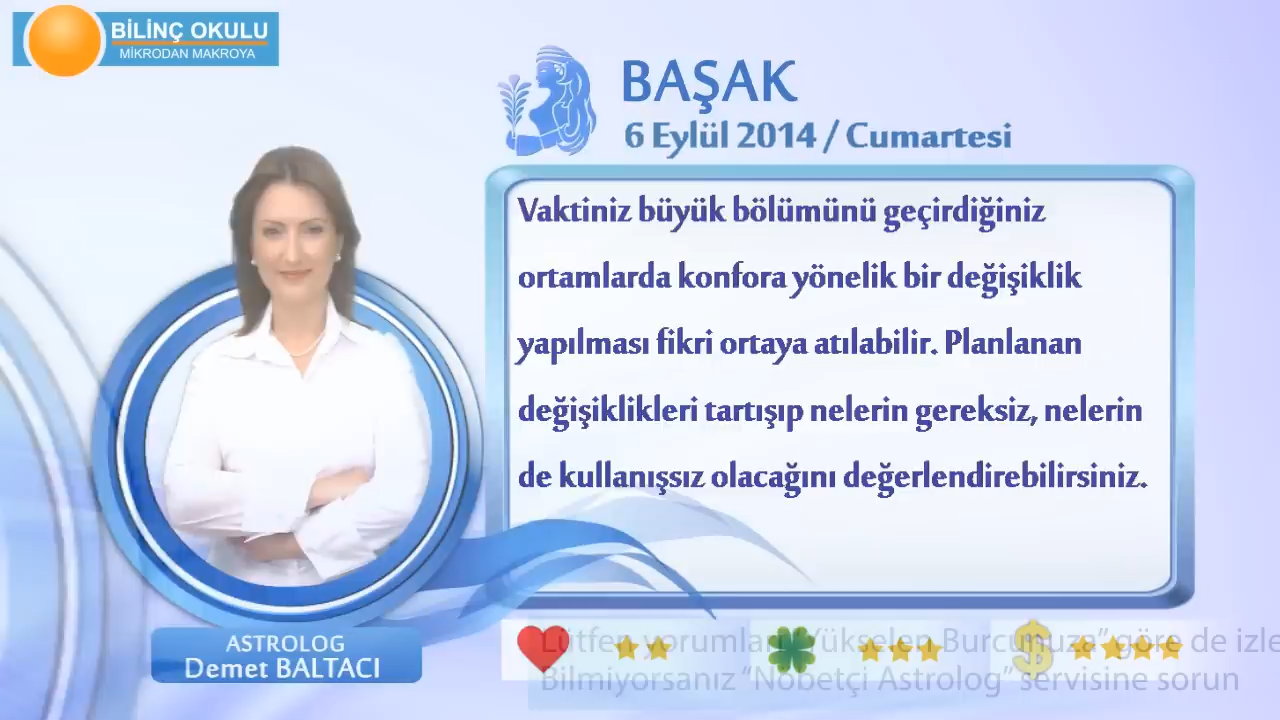 BİLİNÇ OKULU
MİKRODAN MAKROYA
BAŞAK
6 Eylül 2014 / Cumartesi
Vaktiniz büyük bölümünü geçirdiğiniz
ortamlarda konfora yönelik bir değişiklik
yapılması fikri ortaya atılabilir. Planlanan
değişiklikleri tartışıp nelerin gereksiz, nelerin
de kullanışsız olacağını değerlendirebilirsiniz.
ASTROLOG
Demet BALTACI
Lütfen yorumları Yükselen Burcunuza" göre de izle
Bilmiyorsanız "Nöbetçi Astrolog" servisine sorun